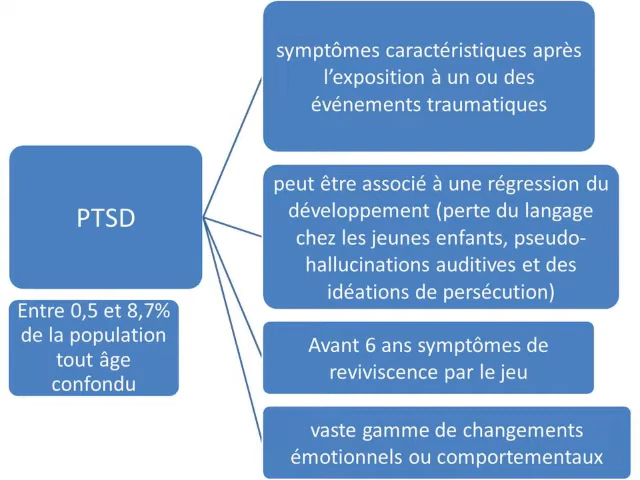 PTSD
Entre 0,5 et 8,7%
de la population
tout âge
confondu
symptômes caractéristiques après
l’exposition à un ou des
événements traumatiques
peut être associé à une régression du
développement (perte du langage
chez les jeunes enfants, pseudo-
hallucinations auditives et des
idéations de persécution)
Avant 6 ans symptômes de
reviviscence par le jeu
vaste gamme de changements
émotionnels ou comportementaux